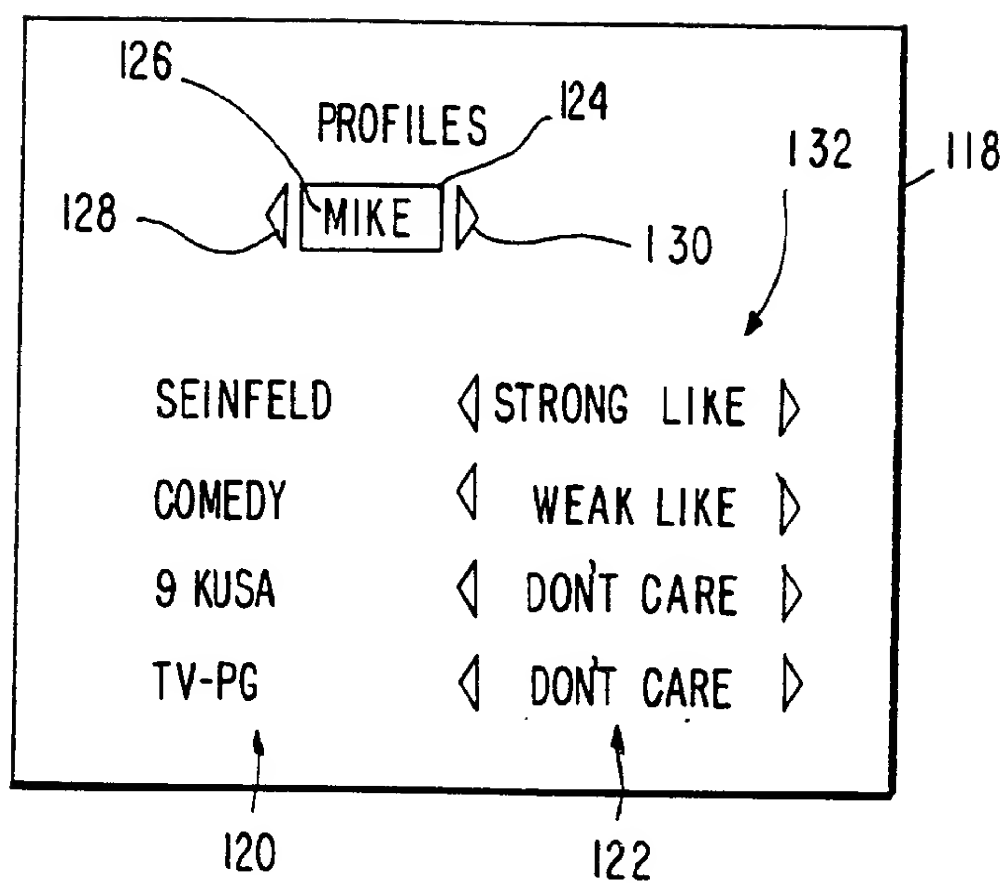 126
PROFILES
124
132
118
128
MIKE
130
SEINFELD STRONG LIKE
COMEDY WEAK LIKE
9 KUSA DON'T CARE
TV-PG DON'T CARE
120
122